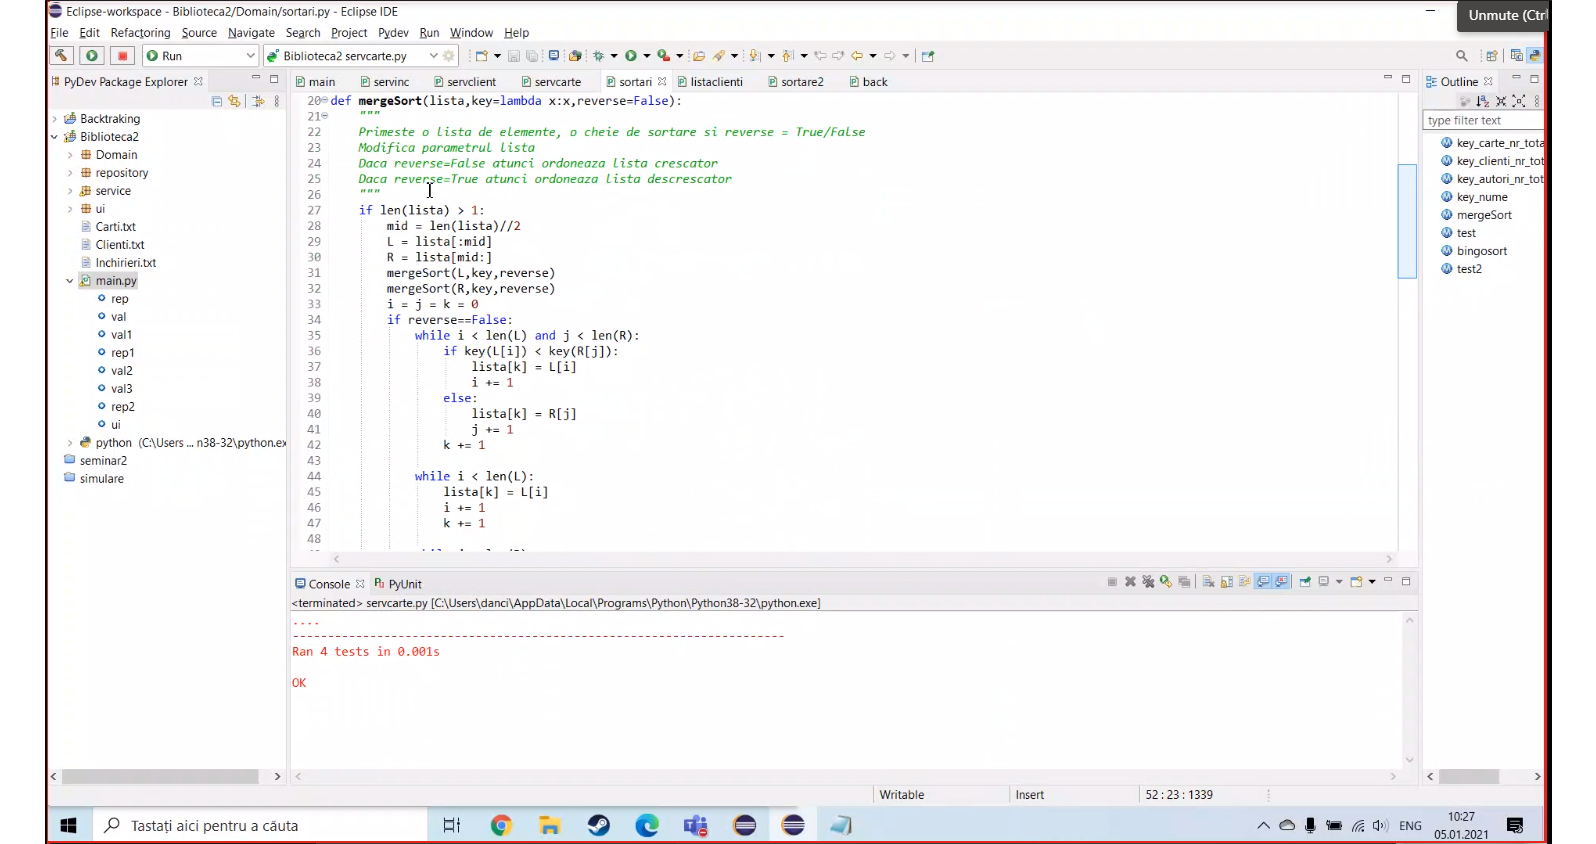 Eclipse-workspace - Biblioteca2/Domain/sortari.py - Eclipse IDE
Unmute (Ctrl
File Edit Refactoring Source Navigate Search Project Pydev Run Window Help
Run
Biblioteca2 servcarte.py
PyDev Package Explorer
Backtraking
Biblioteca2
Domain
repository
service
ui
Carti.txt
Clienti.txt
Inchirieri.txt
main.py
rep
val
val1
rep1
val2
val3
rep2
ui
python (C:\Users ... n38-32\python.ex
seminar2
simulare
main servinc servclient servcarte sortari listaclienti sortare2 back
20 def mergeSort(lista,key=lambda x:x,reverse=False):
21 """
22 Primeste o lista de elemente, o cheie de sortare si reverse = True/False
23 Modifica parametrul lista
24 Daca reverse=False atunci ordoneaza lista crescator
25 Daca reverse=True atunci ordoneaza lista descrescator
26 """
27 if len(lista) > 1:
28 mid = len(lista)//2
29 L = lista[:mid]
30 R = lista[mid:]
31 mergeSort(L,key,reverse)
32 mergeSort(R,key,reverse)
33 i = j = k = 0
34 if reverse==False:
35 while i < len(L) and j < len(R):
36 if key(L[i]) < key(R[j]):
37 lista[k] = L[i]
38 i += 1
39 else:
40 lista[k] = R[j]
41 j += 1
42 k += 1
43
44 while i < len(L):
45 lista[k] = L[i]
46 i += 1
47 k += 1
48
Outline
type filter text
key_carte_nr_tota
key_clienti_nr_tot
key_autori_nr_tot
key_nume
mergeSort
test
bingosort
test2
Console PyUnit
<terminated> servcarte.py [C:\Users\danci\AppData\Local\Programs\Python\Python38-32\python.exe]
....
----------------------------------------------------------------------
Ran 4 tests in 0.001s
OK
Writable Insert 52 : 23 : 1339
Tastați aici pentru a căuta
ENG
10:27
05.01.2021